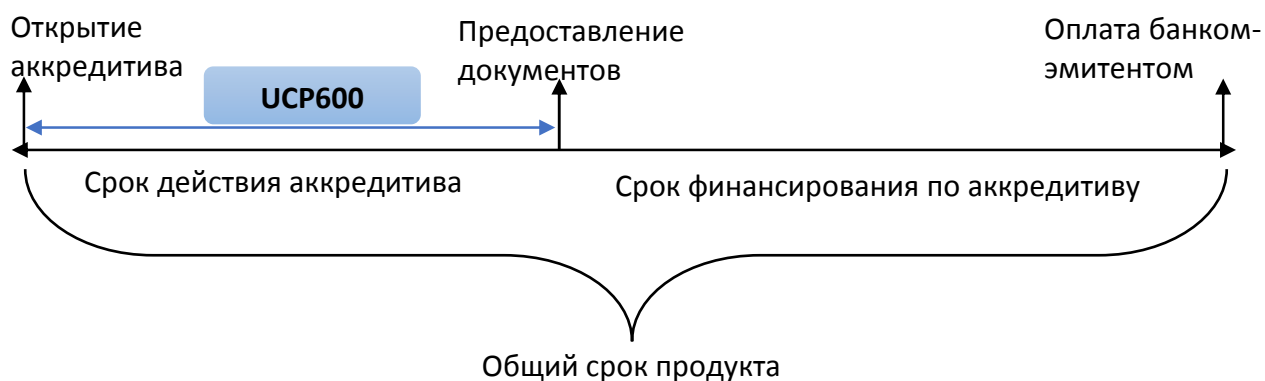 Открытие
аккредитива
Предоставление
документов
Оплата банком-
эмитентом
UCP600
Срок действия аккредитива
Срок финансирования по аккредитиву
Общий срок продукта